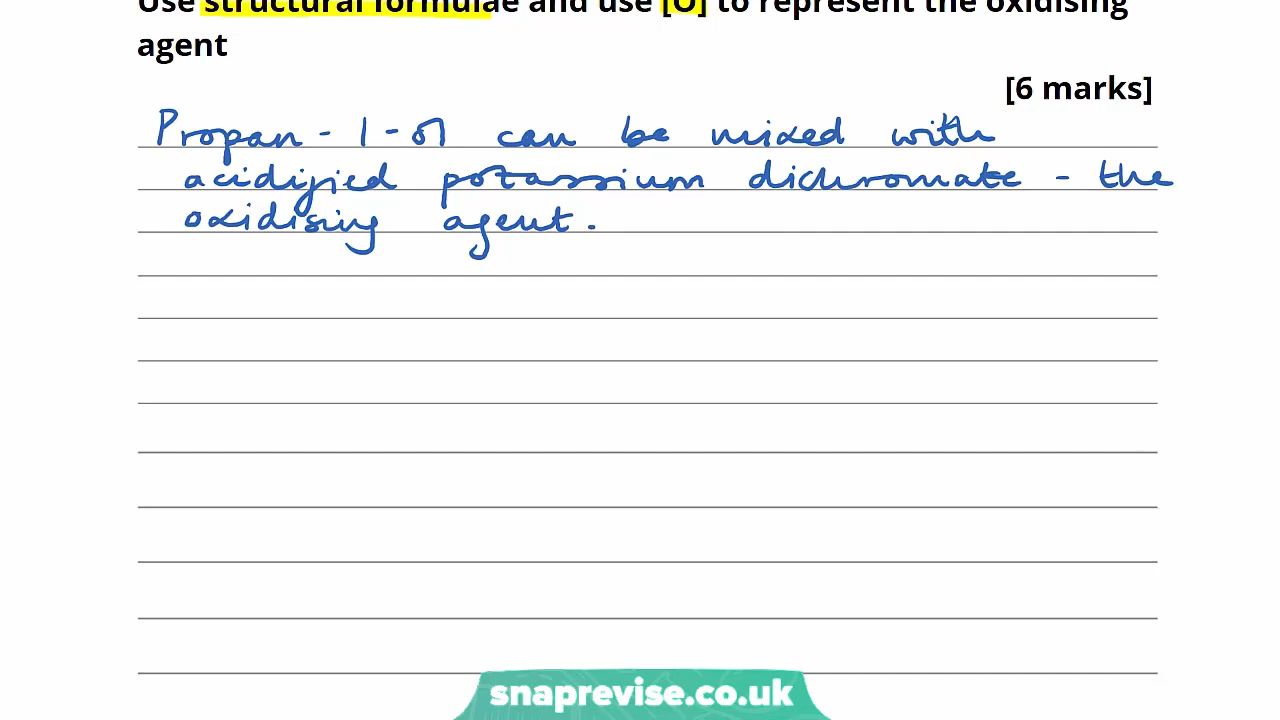 Use structural formulae and use [O] to represent the oxidising
agent
[6 marks]
Propan-1-ol can be mixed with
acidified potassium dichromate - the
oxidising agent.
snaprevise.co.uk